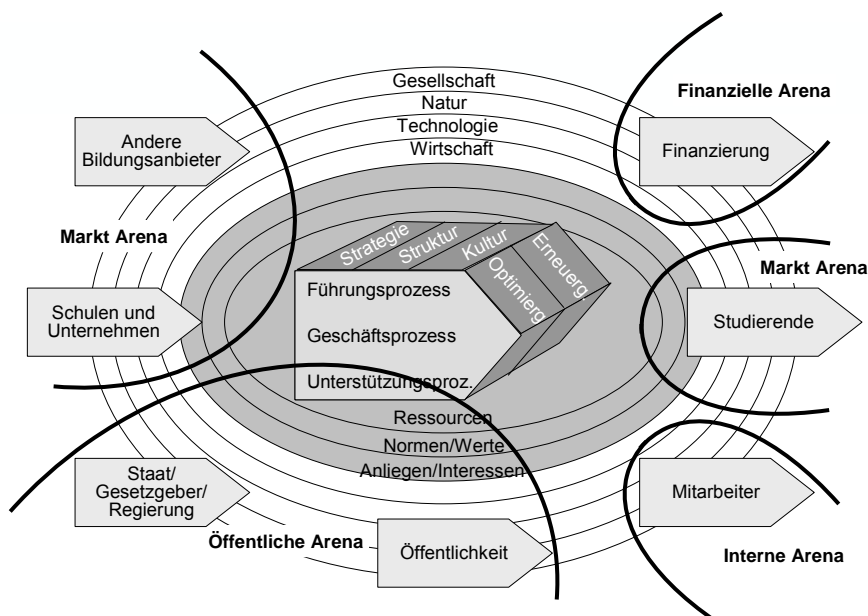 Gesellschaft
Natur
Technologie
Wirtschaft
Finanzielle Arena
Finanzierung
Andere
Bildungsanbieter
Markt Arena
Schulen und
Unternehmen
Strategie
Struktur
Kultur
Erneuerg.
Optimierg
Führungsprozess
Geschäftsprozess
Unterstützungsproz.
Markt Arena
Studierende
Ressourcen
Normen/Werte
Anliegen/Interessen
Staat/
Gesetzgeber/
Regierung
Öffentliche Arena
Öffentlichkeit
Mitarbeiter
Interne Arena